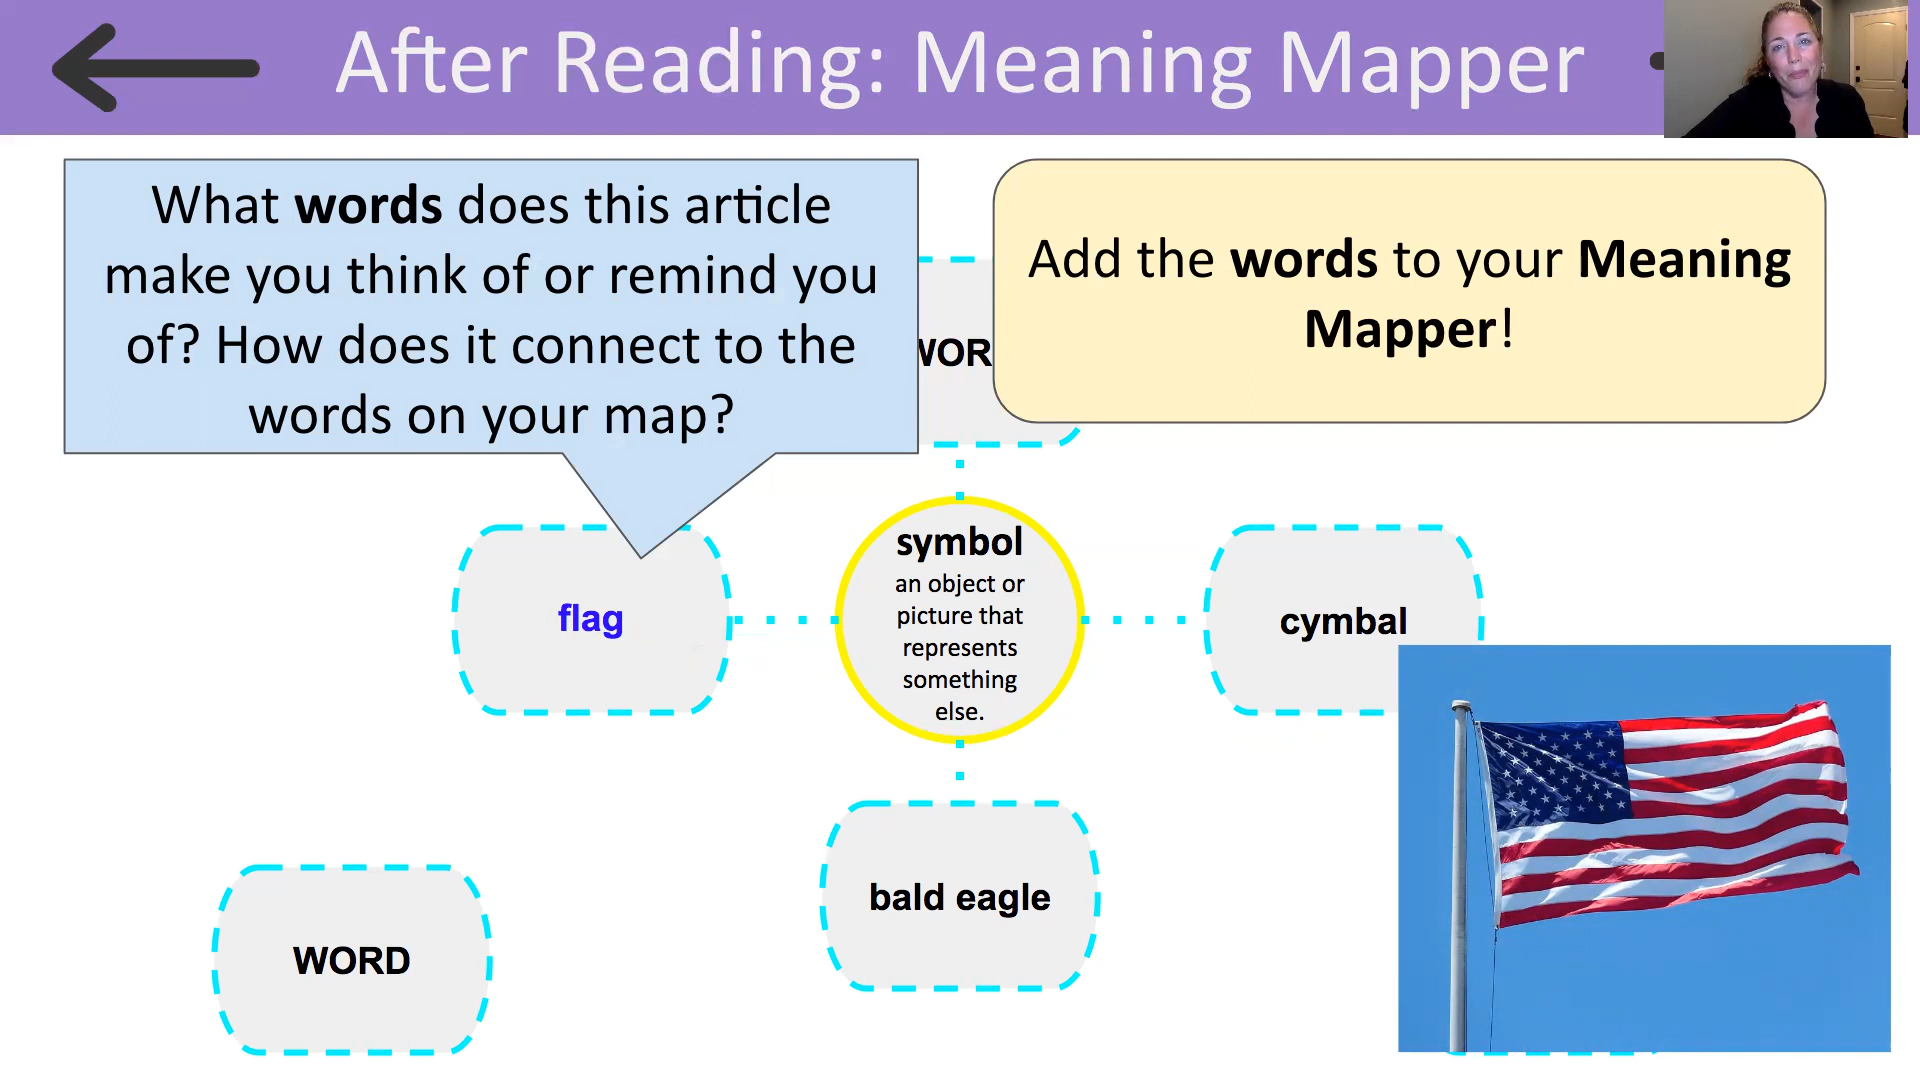 After Reading: Meaning Mapper
What words does this article
make you think of or remind you
of? How does it connect to the
words on your map?
Add the words to your Meaning
Mapper!
symbol
an object or
picture that
represents
something
else.
flag
cymbal
bald eagle
WORD